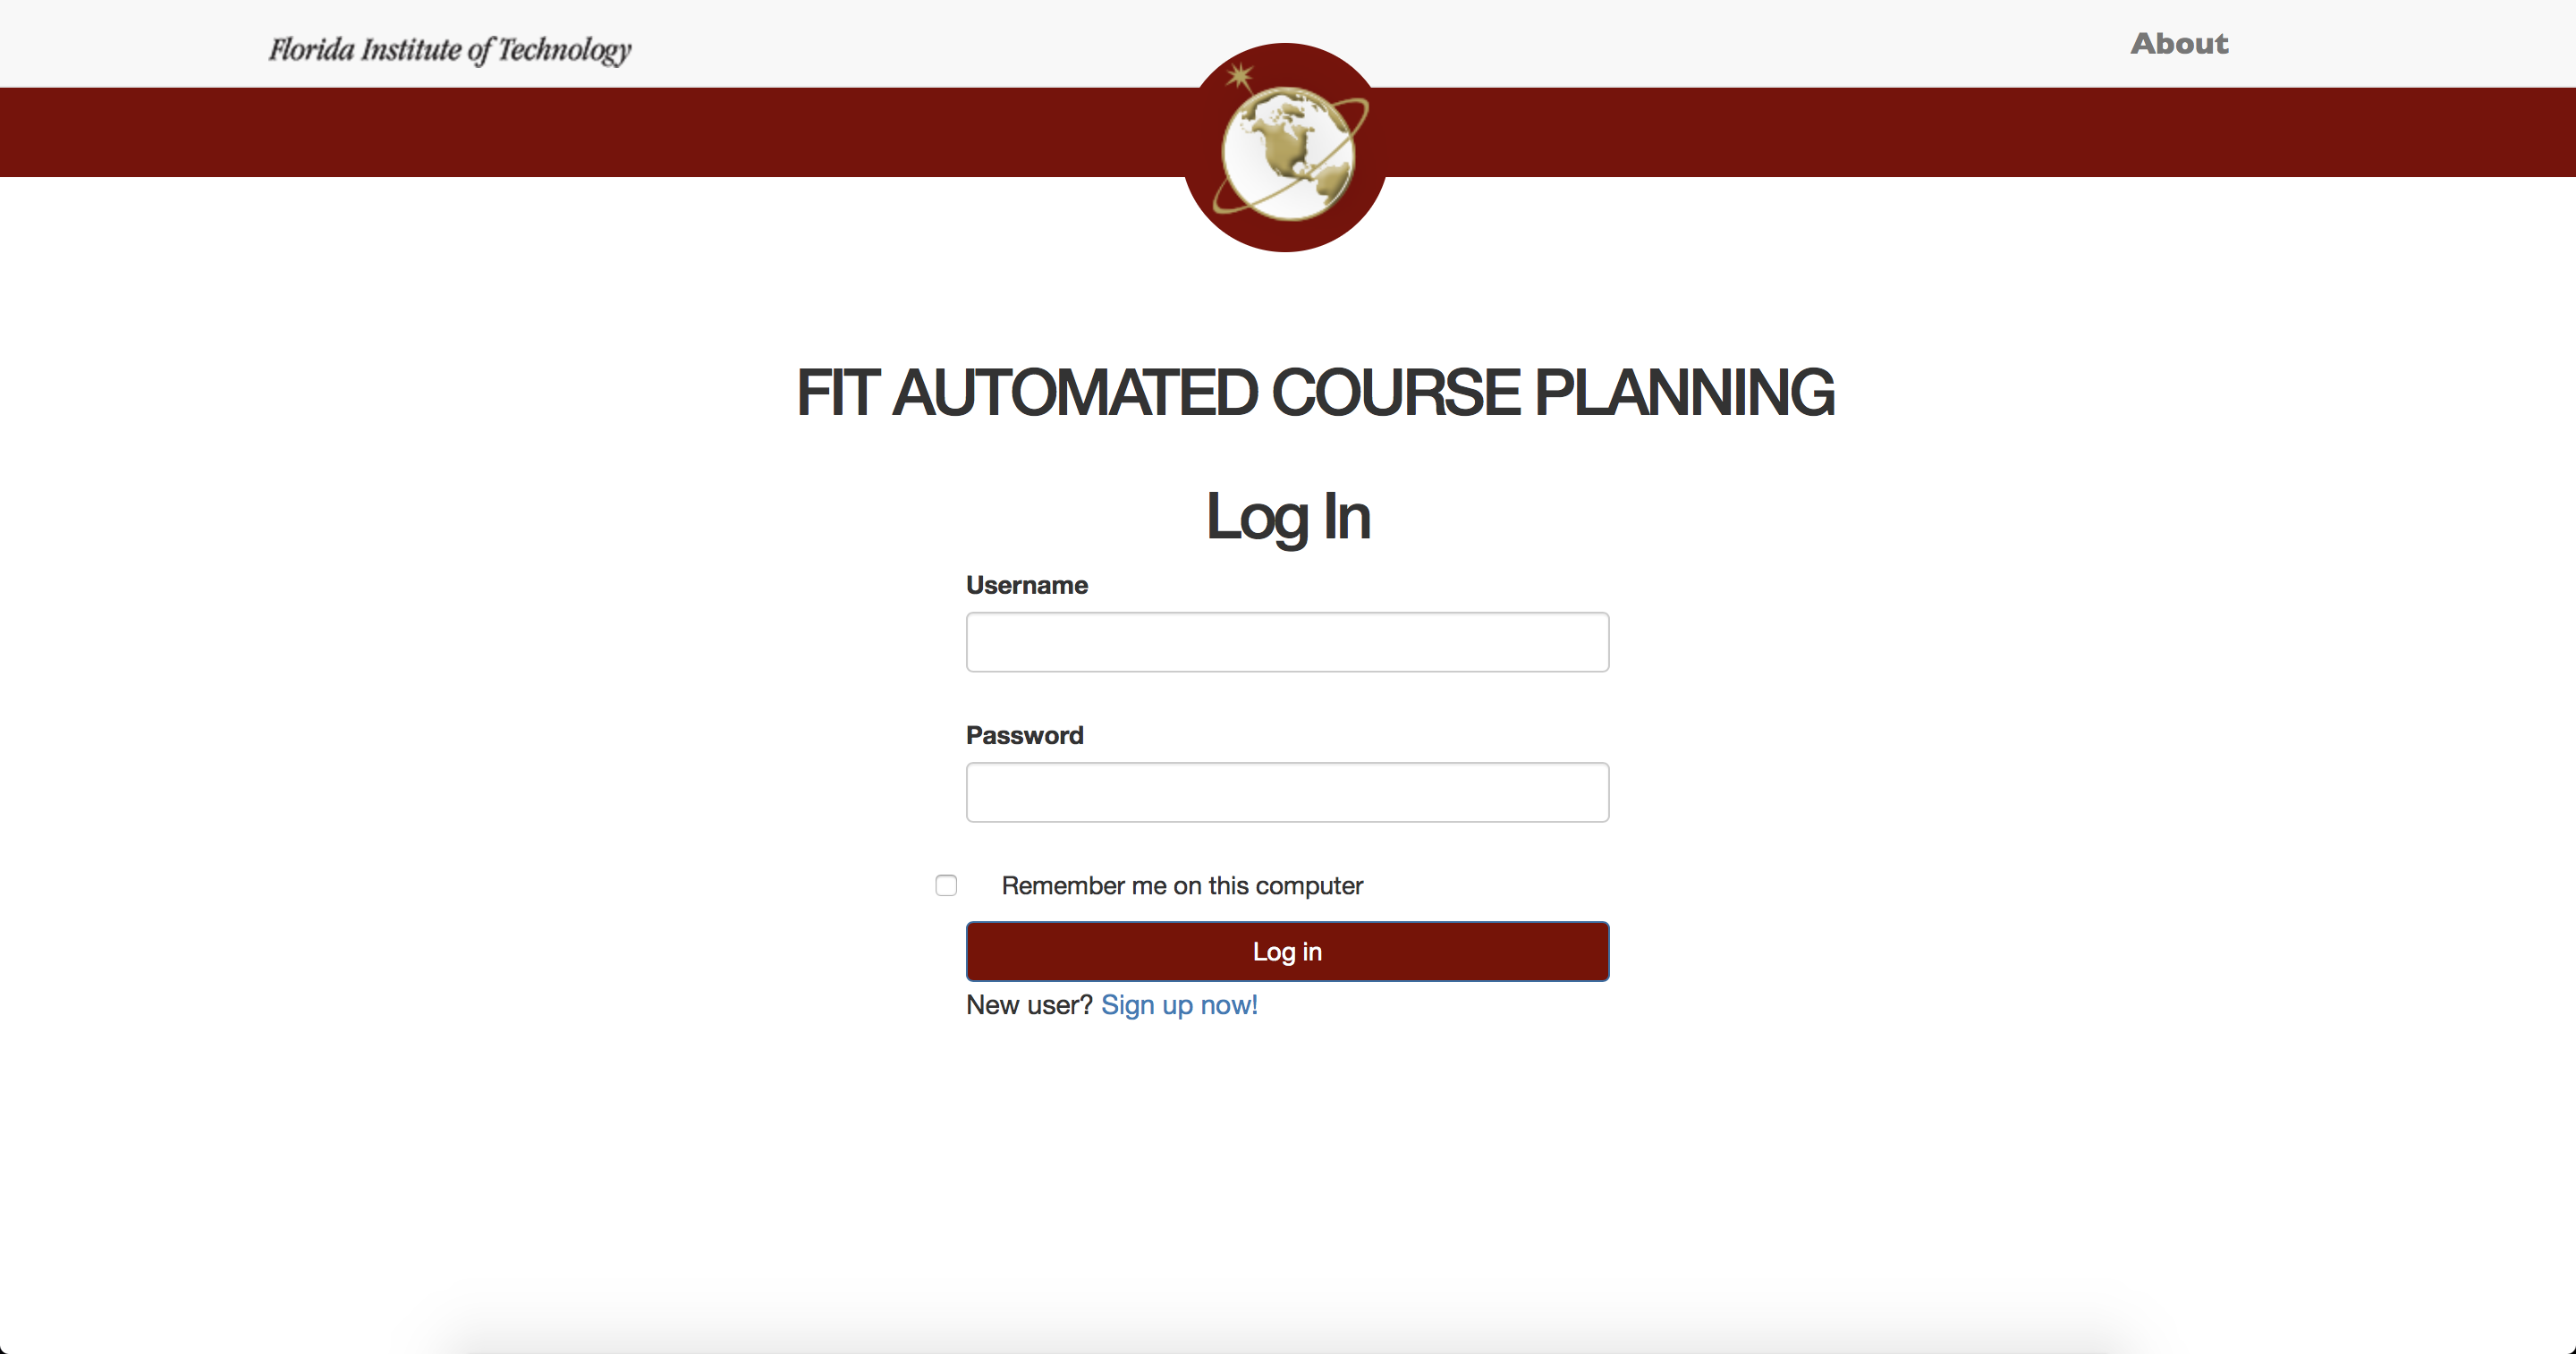 Florida Institute of Technology
About
FIT AUTOMATED COURSE PLANNING
Log In
Username
Password
Remember me on this computer
Log in
New user? Sign up now!